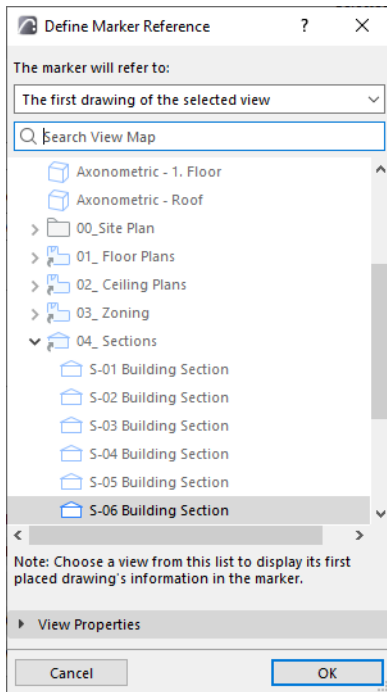 Define Marker Reference
The marker will refer to:
The first drawing of the selected view
Search View Map
Axonometric - 1. Floor
Axonometric - Roof
00_Site Plan
01_ Floor Plans
02_ Ceiling Plans
03_ Zoning
04_ Sections
S-01 Building Section
S-02 Building Section
S-03 Building Section
S-04 Building Section
S-05 Building Section
S-06 Building Section
Note: Choose a view from this list to display its first
placed drawing's information in the marker.
View Properties
Cancel
OK